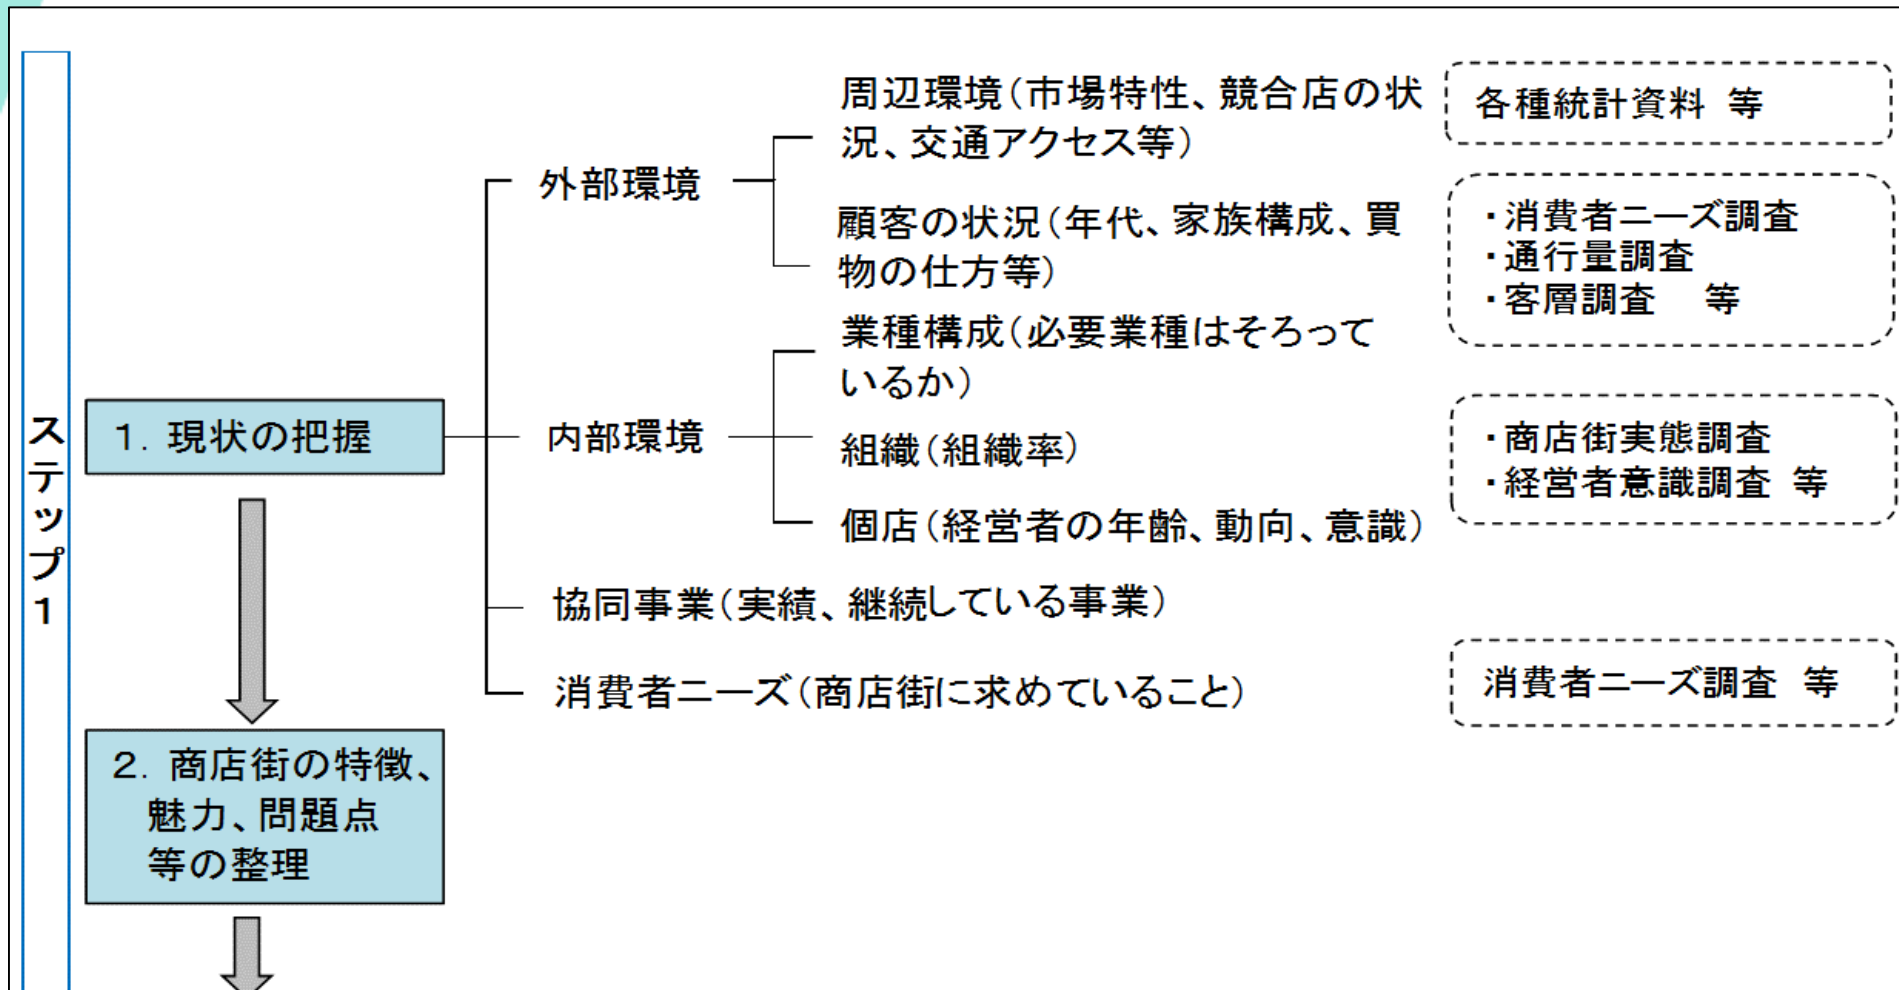 ステップ1
周辺環境（市場特性、競合店の状
況、交通アクセス等）
各種統計資料　等
外部環境
顧客の状況（年代、家族構成、買
物の仕方等）
・消費者ニーズ調査
・通行量調査
・客層調査　等
業種構成（必要業種はそろって
いるか）
1．現状の把握
内部環境
組織（組織率）
・商店街実態調査
・経営者意識調査　等
個店（経営者の年齢、動向、意識）
協同事業（実績、継続している事業）
消費者ニーズ（商店街に求めていること）
消費者ニーズ調査　等
2．商店街の特徴、
魅力、問題点
等の整理